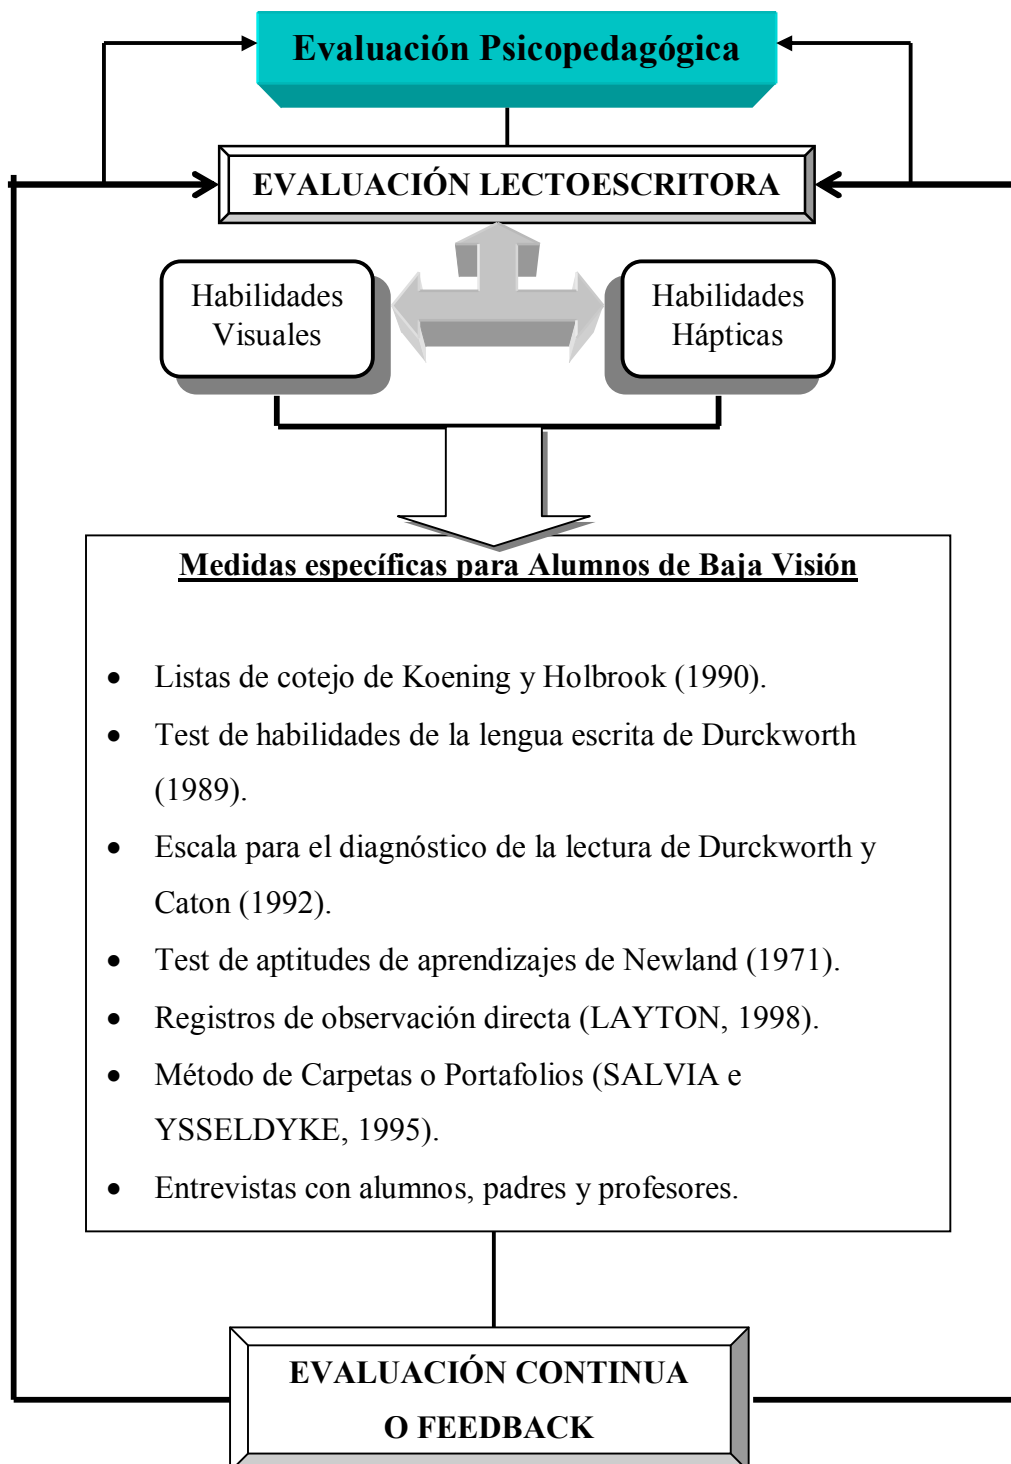 Evaluación Psicopedagógica
EVALUACIÓN LECTOESCRITORA
Habilidades
Visuales
Habilidades
Hápticas
Medidas específicas para Alumnos de Baja Visión
• Listas de cotejo de Koening y Holbrook (1990).
• Test de habilidades de la lengua escrita de Durckworth
(1989).
• Escala para el diagnóstico de la lectura de Durckworth y
Caton (1992).
• Test de aptitudes de aprendizajes de Newland (1971).
• Registros de observación directa (LAYTON, 1998).
• Método de Carpetas o Portafolios (SALVIA e
YSSELDYKE, 1995).
• Entrevistas con alumnos, padres y profesores.
EVALUACIÓN CONTINUA
O FEEDBACK